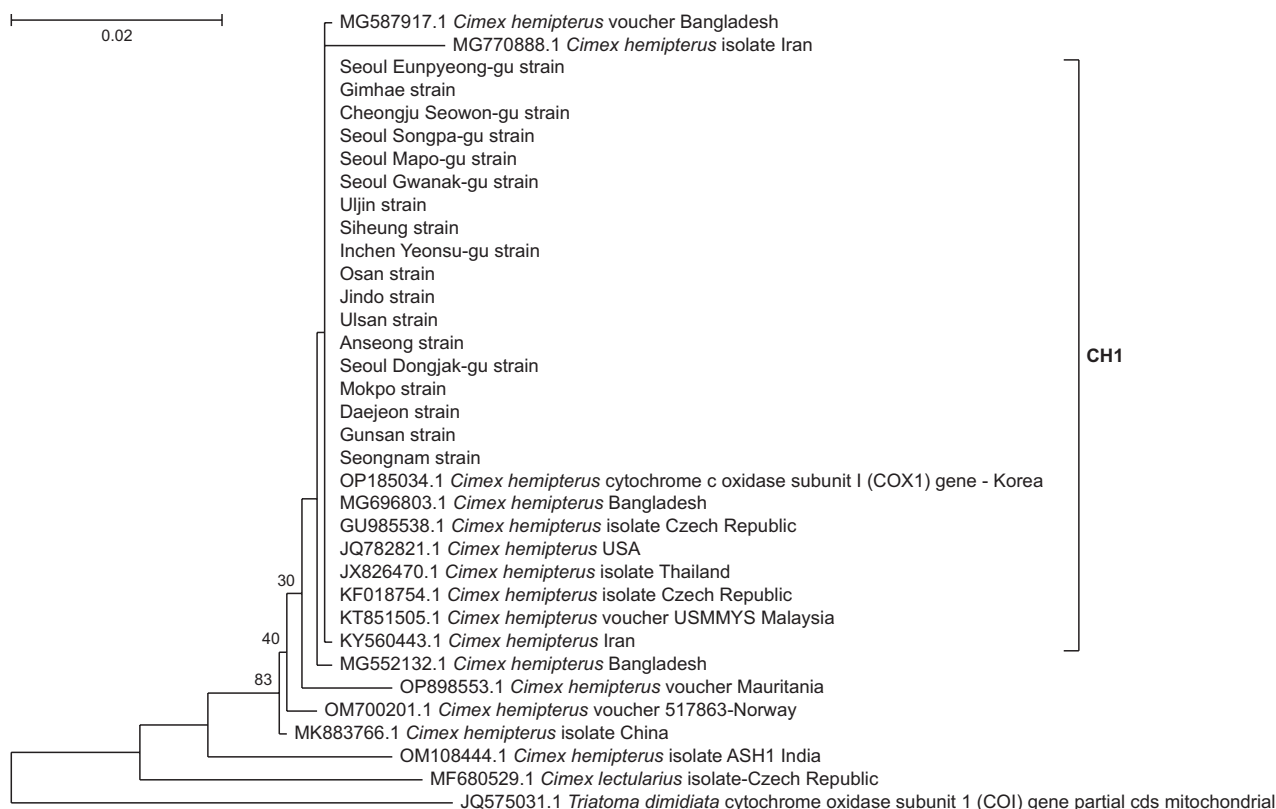 MG587917.1 Cimex hemipterus voucher Bangladesh
0.02
MG770888.1 Cimex hemipterus isolate Iran
Seoul Eunpyeong-gu strain
Gimhae strain
Cheongju Seowon-gu strain
Seoul Songpa-gu strain
Seoul Mapo-gu strain
Seoul Gwanak-gu strain
Uljin strain
Siheung strain
Inchen Yeonsu-gu strain
Osan strain
Jindo strain
Ulsan strain
Anseong strain
CH1
Seoul Dongjak-gu strain
Mokpo strain
Daejeon strain
Gunsan strain
Seongnam strain
OP185034.1 Cimex hemipterus cytochrome c oxidase subunit I (COX1) gene - Korea
MG696803.1 Cimex hemipterus Bangladesh
GU985538.1 Cimex hemipterus isolate Czech Republic
JQ782821.1 Cimex hemipterus USA
JX826470.1 Cimex hemipterus isolate Thailand
30
KF018754.1 Cimex hemipterus isolate Czech Republic
KT851505.1 Cimex hemipterus voucher USMMYS Malaysia
40
KY560443.1 Cimex hemipterus Iran
MG552132.1 Cimex hemipterus Bangladesh
83
OP898553.1 Cimex hemipterus voucher Mauritania
OM700201.1 Cimex hemipterus voucher 517863-Norway
MK883766.1 Cimex hemipterus isolate China
OM108444.1 Cimex hemipterus isolate ASH1 India
MF680529.1 Cimex lectularius isolate-Czech Republic
JQ575031.1 Triatoma dimidiata cytochrome oxidase subunit 1 (COI) gene partial cds mitochondrial